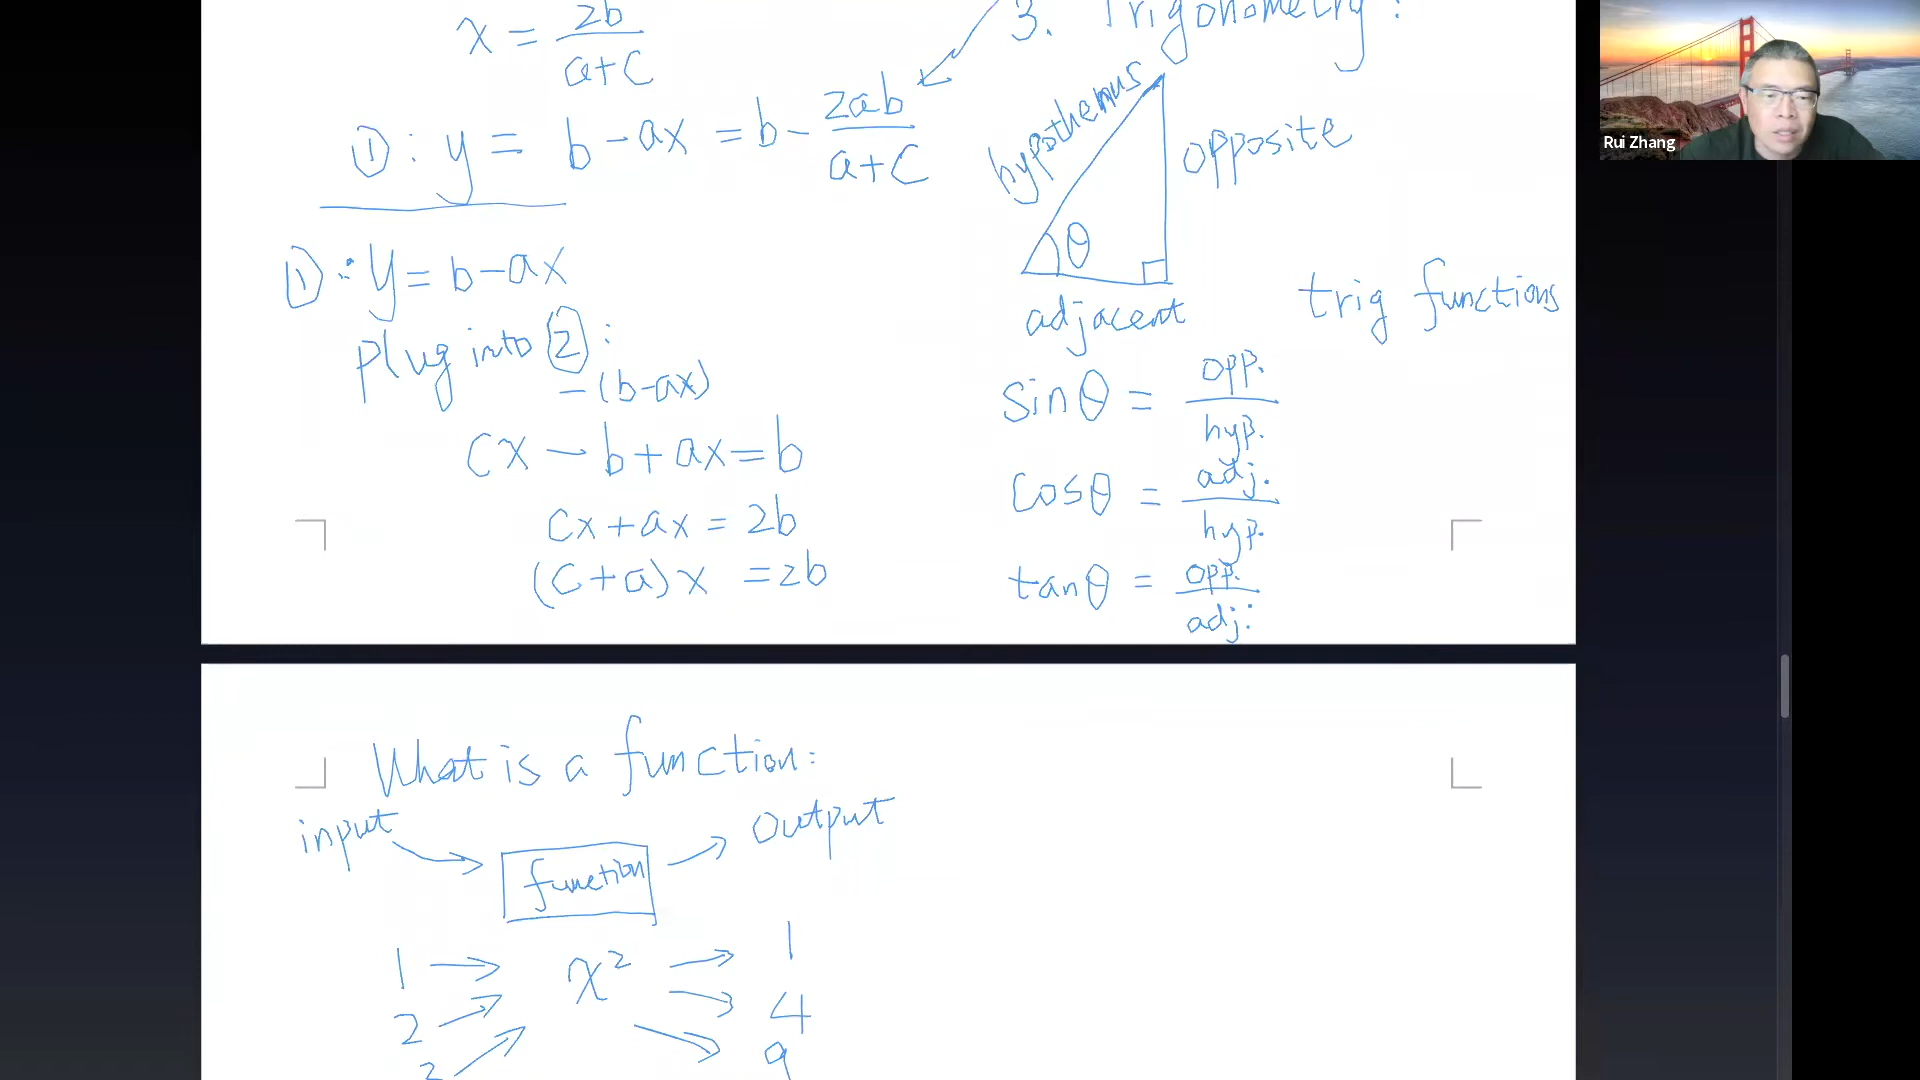 x = 2b/(a+c)
① : y = b - ax = b - 2ab/(a+c)
① : y = b - ax
plug into ② :
- (b-ax)
cx - b + ax = b
cx + ax = 2b
(c+a) x = 2b
3. Trigonometry :
hypothenus
opposite
θ
adjacent
trig functions
sinθ = opp./hyp.
cosθ = adj./hyp.
tanθ = opp./adj.
What is a function:
input
function
output
1 → x² → 1
2 → → 4
3 → → 9
Rui Zhang